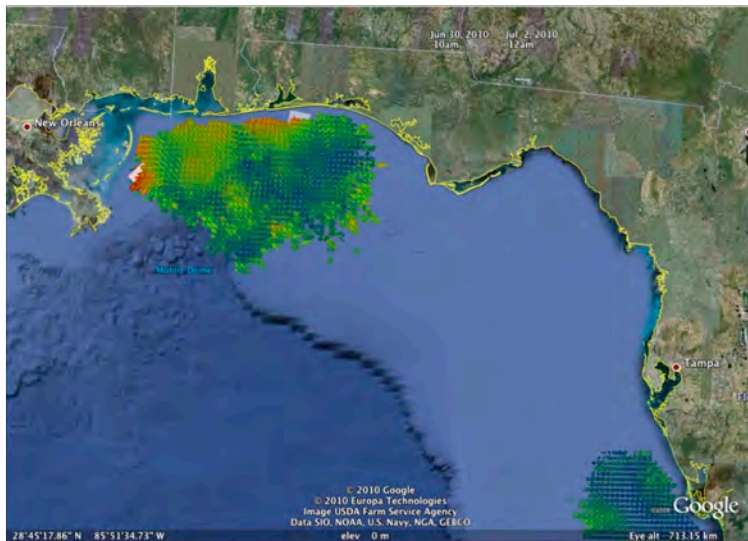 Jun 30, 2010 Jul 2, 2010
10am 12am
New Orleans
Mobile Dome
Tampa
© 2010 Google
© 2010 Europa Technologies
Image USDA Farm Service Agency
Data SIO, NOAA, U.S. Navy, NGA, GEBCO
Google
28°45'17.86" N 85°51'34.73" W elev 0 m Eye alt 713.15 km